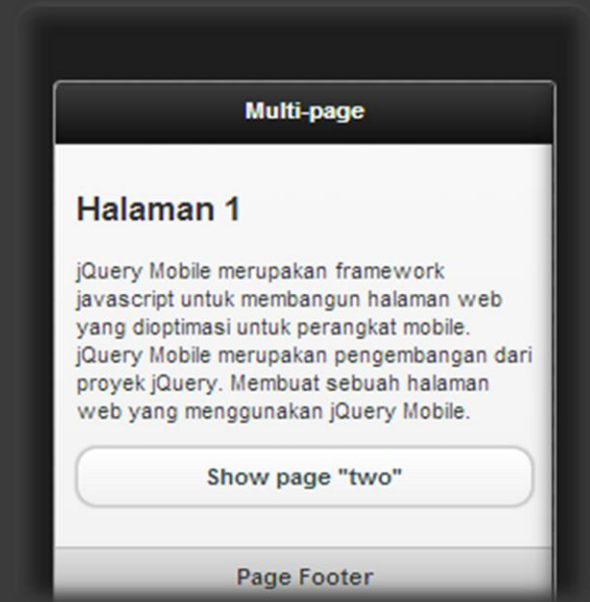 Multi-page
Halaman 1
jQuery Mobile merupakan framework
javascript untuk membangun halaman web
yang dioptimasi untuk perangkat mobile.
jQuery Mobile merupakan pengembangan dari
proyek jQuery. Membuat sebuah halaman
web yang menggunakan jQuery Mobile.
Show page "two"
Page Footer